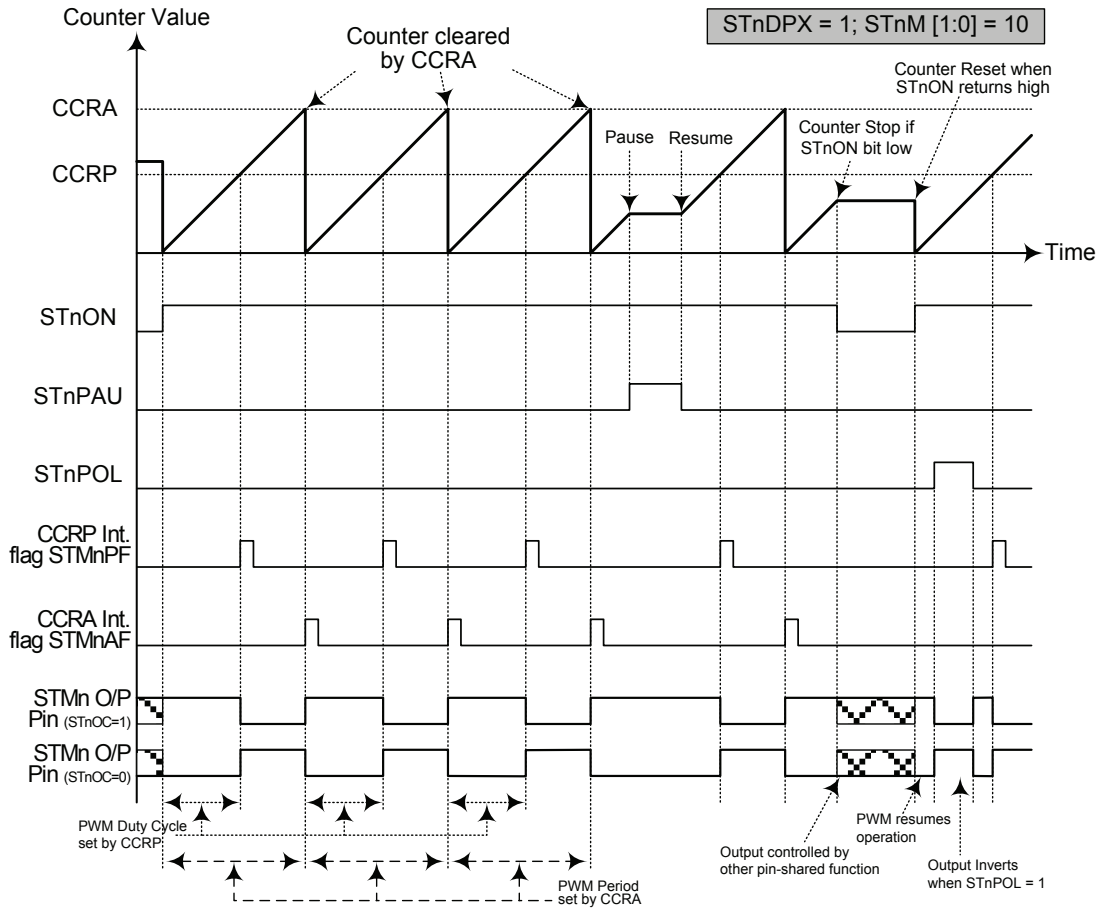 Counter Value
STnDPX = 1; STnM [1:0] = 10
Counter cleared
by CCRA
Counter Reset when
STnON returns high
CCRA
Pause
Resume
Counter Stop if
STnON bit low
CCRP
Time
STnON
STnPAU
STnPOL
CCRP Int.
flag STMnPF
CCRA Int.
flag STMnAF
STMn O/P
Pin (STnOC=1)
STMn O/P
Pin (STnOC=0)
PWM Duty Cycle
set by CCRP
PWM resumes
operation
Output controlled by
other pin-shared function
Output Inverts
when STnPOL = 1
PWM Period
set by CCRA